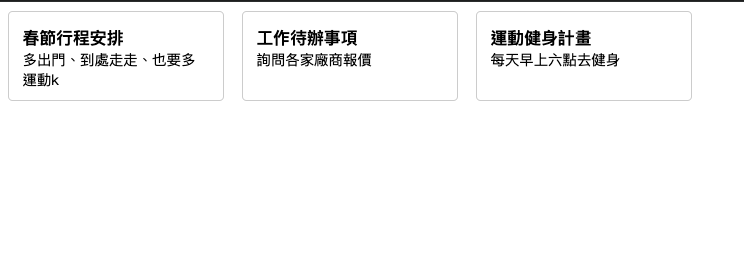 春節行程安排
多出門、到處走走、也要多
運動k
工作待辦事項
詢問各家廠商報價
運動健身計畫
每天早上六點去健身